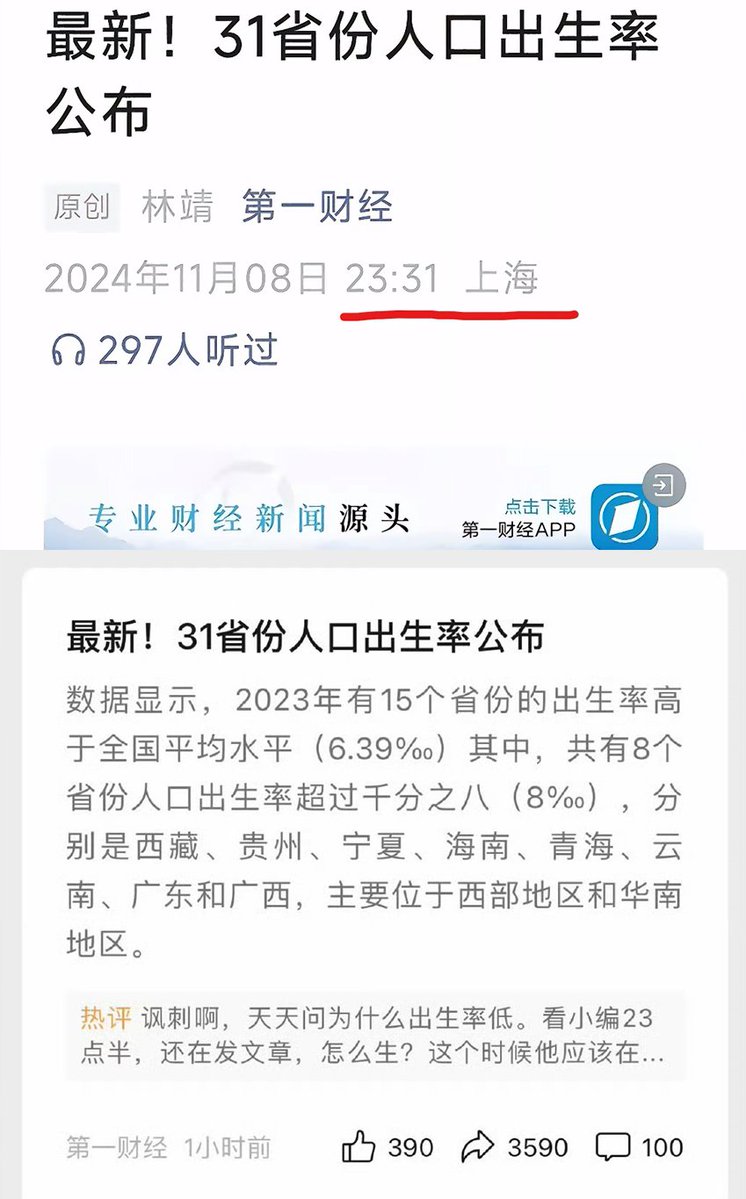 最新！31省份人口出生率
公布
原创 林靖 第一财经
2024年11月08日 23:31 上海
297人听过
专业财经新闻源头
点击下载
第一财经APP
最新！31省份人口出生率公布
数据显示，2023年有15个省份的出生率高
于全国平均水平（6.39‰）其中，共有8个
省份人口出生率超过千分之八（8‰），分
别是西藏、贵州、宁夏、海南、青海、云
南、广东和广西，主要位于西部地区和华南
地区。
热评 讽刺啊，天天问为什么出生率低。看小编23
点半，还在发文章，怎么生？这个时候他应该在...
第一财经 1小时前 390 3590 100